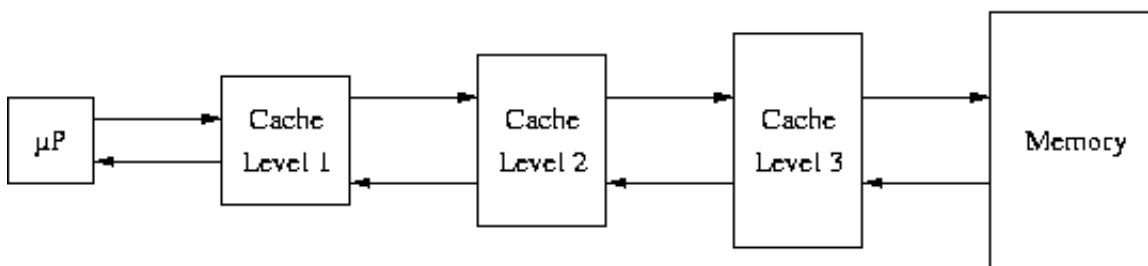 µP
Cache
Level 1
Cache
Level 2
Cache
Level 3
Memory